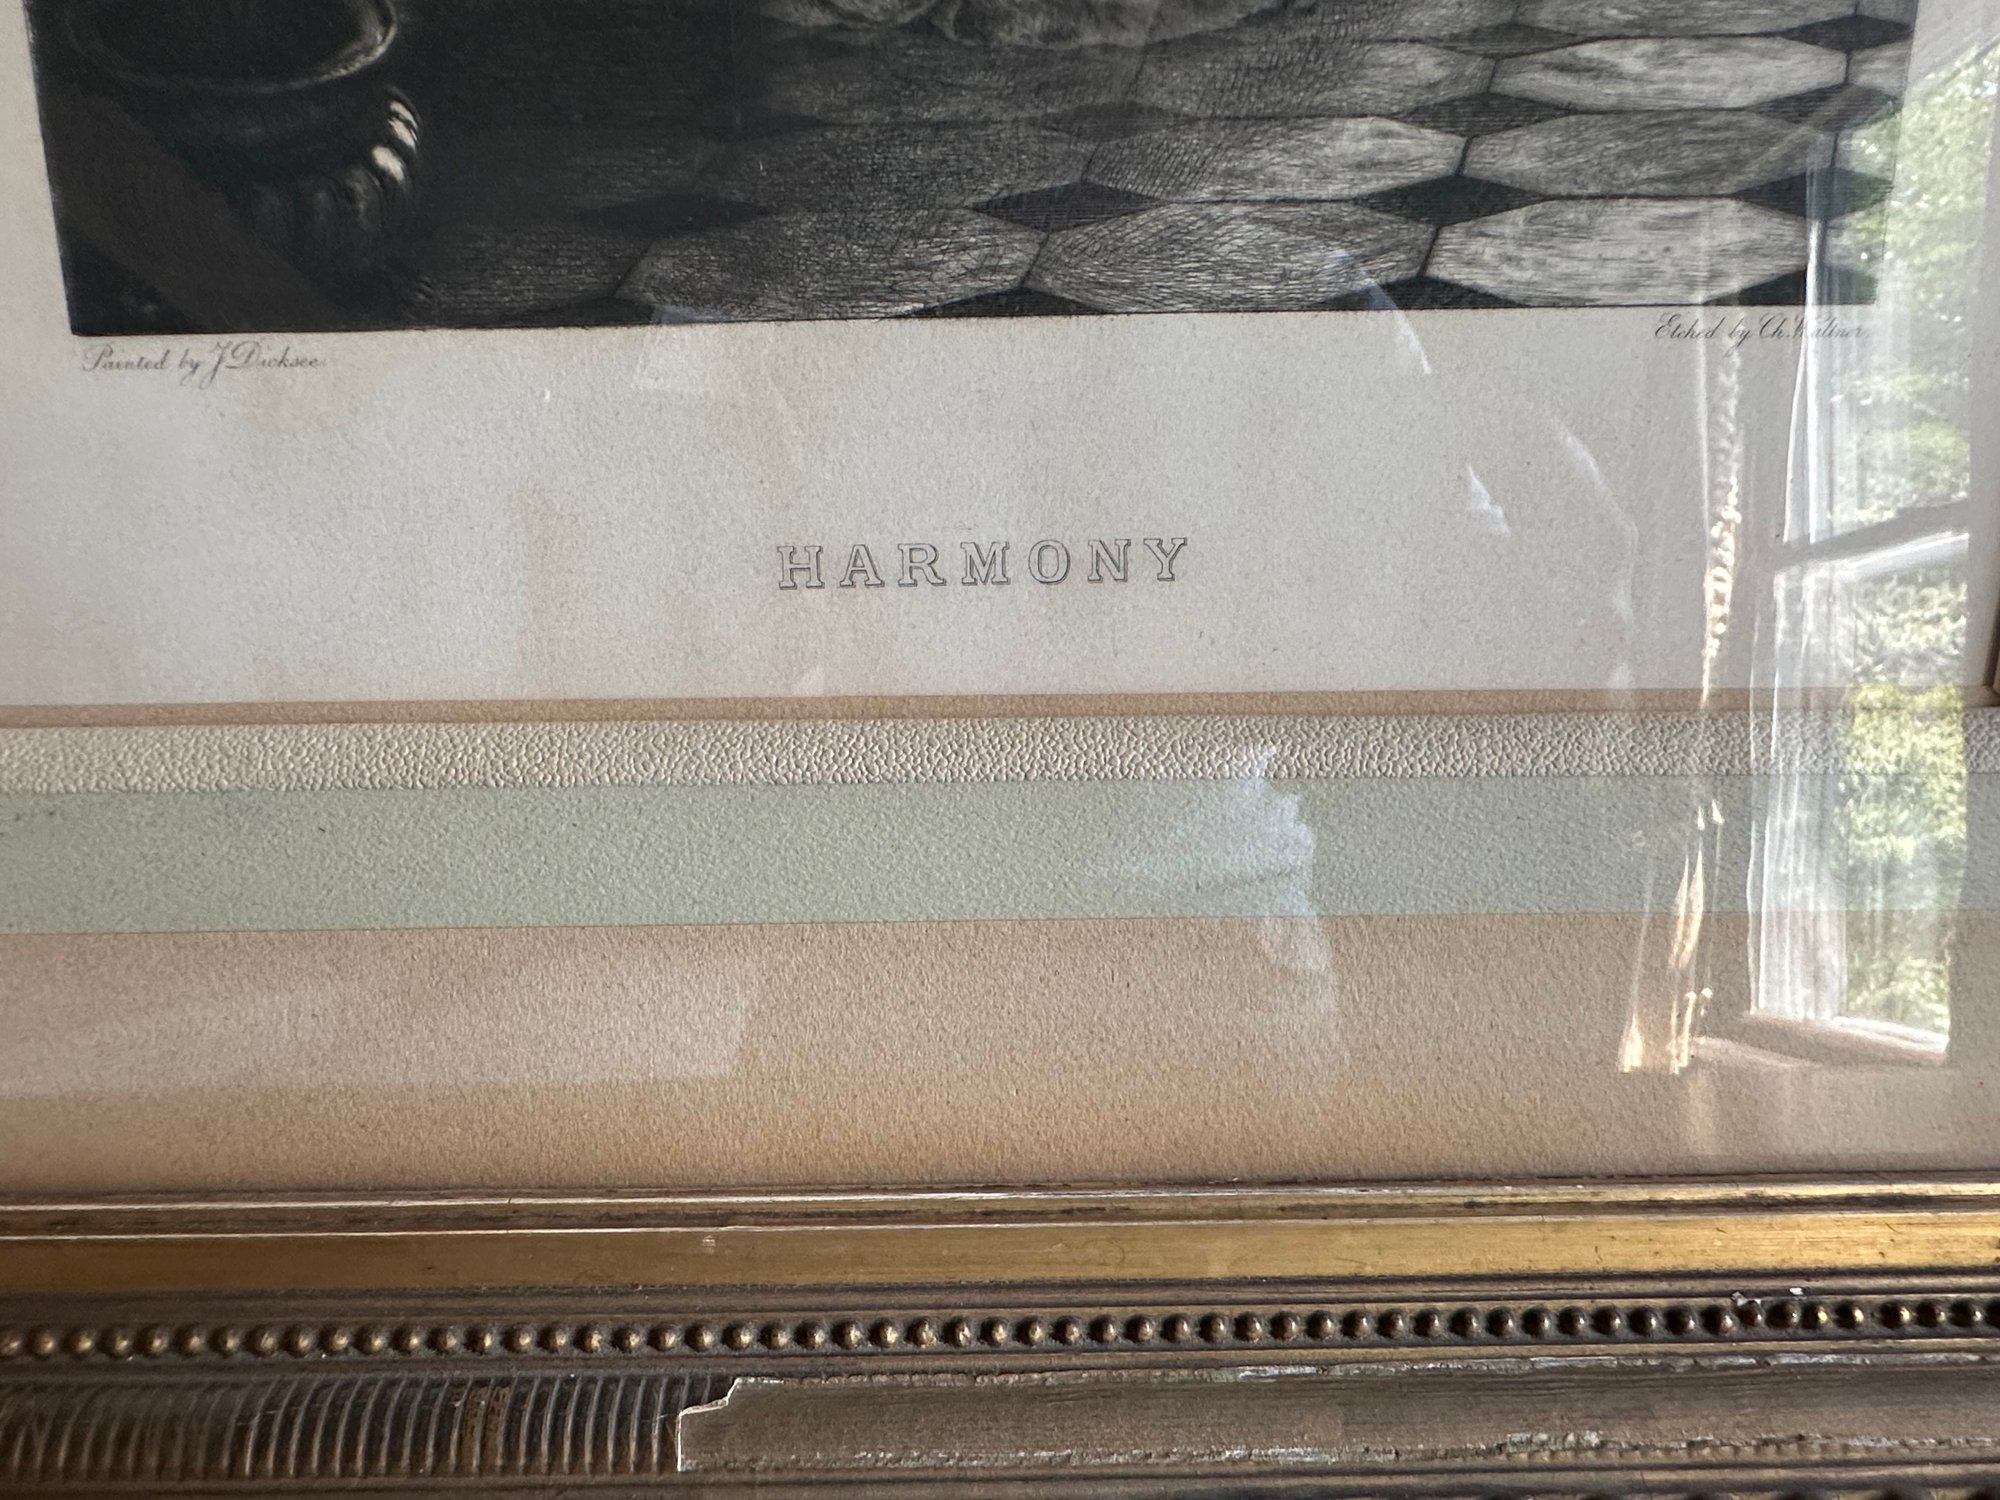 Painted by J Dicksee.
Etched by Ch. Waltner.
HARMONY